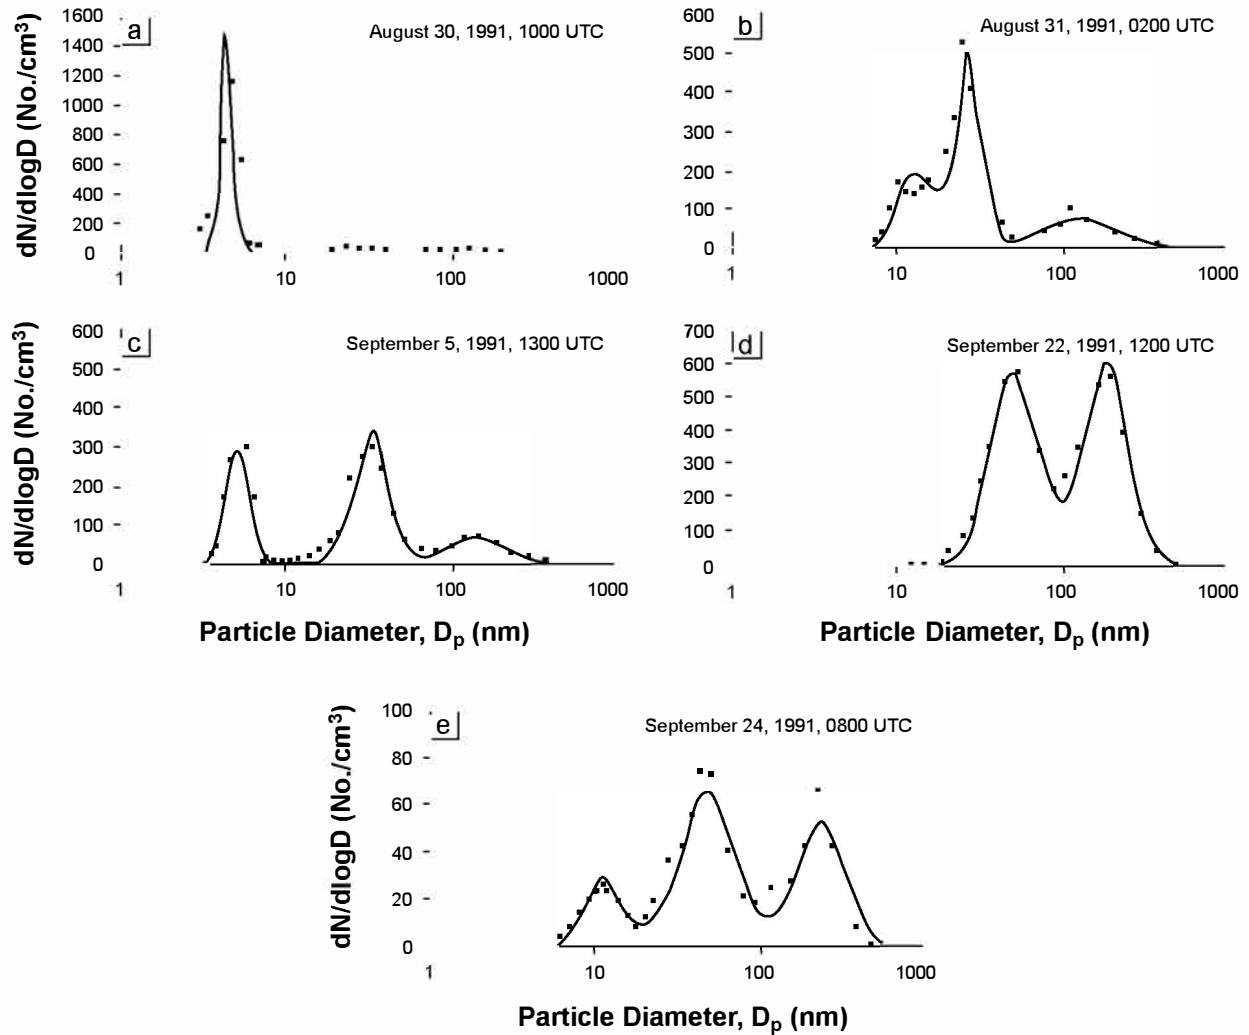 a
August 30, 1991, 1000 UTC
dN/dlogD (No./cm³)
1600
1400
1200
1000
800
600
400
200
0
1 10 100 1000
b
August 31, 1991, 0200 UTC
600
500
400
300
200
100
0
1 10 100 1000
c
September 5, 1991, 1300 UTC
dN/dlogD (No./cm³)
600
500
400
300
200
100
0
1 10 100 1000
Particle Diameter, Dₚ (nm)
d
September 22, 1991, 1200 UTC
700
600
500
400
300
200
100
0
1 10 100 1000
Particle Diameter, Dₚ (nm)
e
September 24, 1991, 0800 UTC
dN/dlogD (No./cm³)
100
80
60
40
20
0
1 10 100 1000
Particle Diameter, Dₚ (nm)